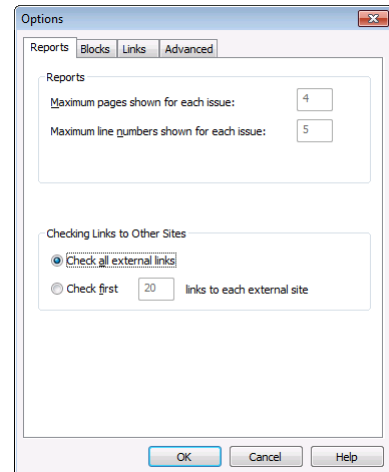 Options
Reports Blocks Links Advanced
Reports
Maximum pages shown for each issue: 4
Maximum line numbers shown for each issue: 5
Checking Links to Other Sites
Check all external links
Check first 20 links to each external site
OK Cancel Help